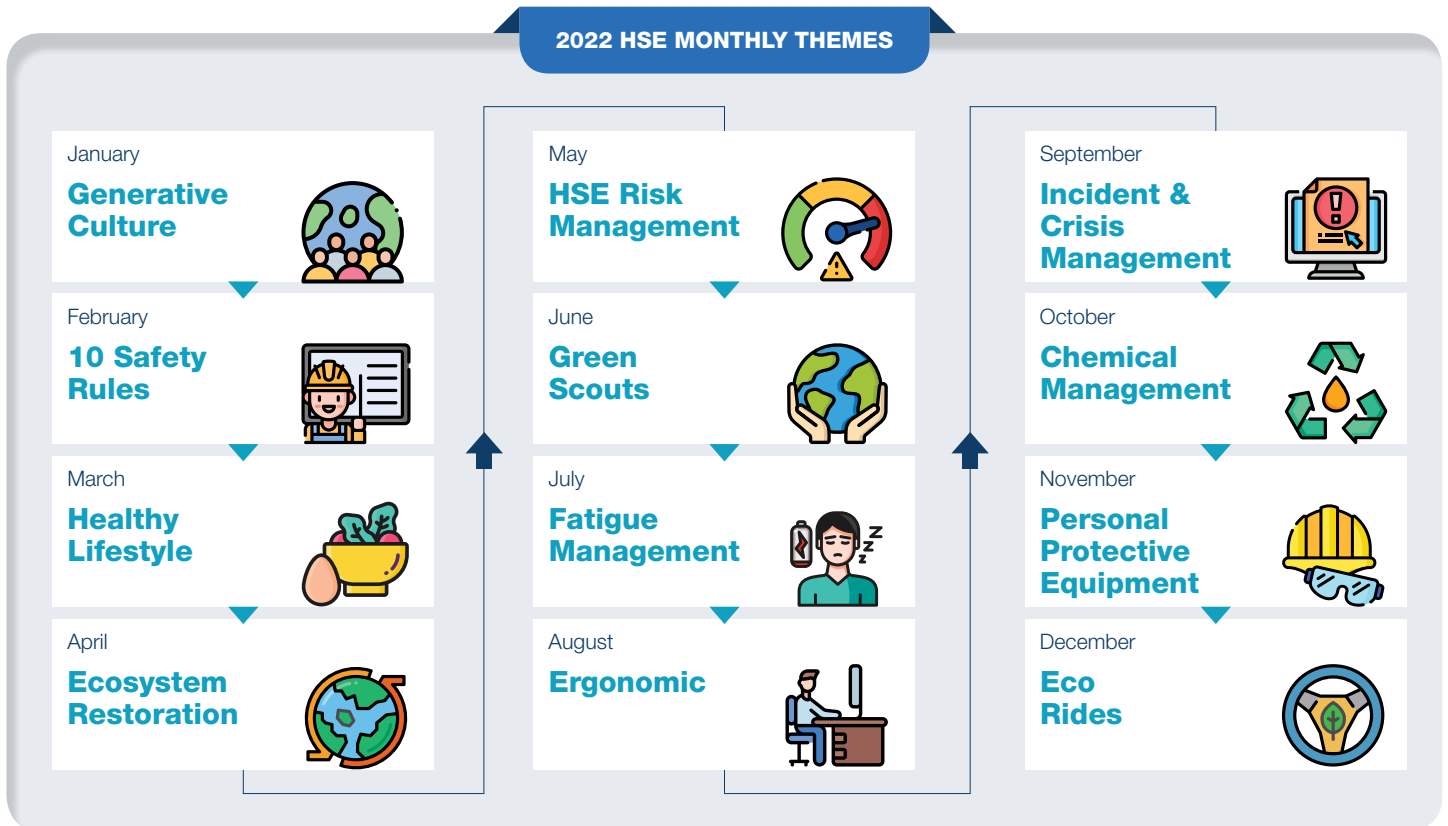 2022 HSE MONTHLY THEMES
January
Generative
Culture
February
10 Safety
Rules
March
Healthy
Lifestyle
April
Ecosystem
Restoration
May
HSE Risk
Management
June
Green
Scouts
July
Fatigue
Management
August
Ergonomic
September
Incident &
Crisis
Management
October
Chemical
Management
November
Personal
Protective
Equipment
December
Eco
Rides